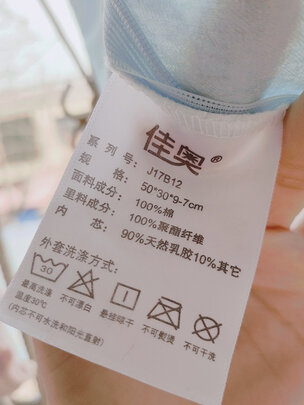 佳奥®
系列号：J17B12
规格：50*30*9-7cm
面料成分：100%棉
里料成分：100%聚酯纤维
内芯：90%天然乳胶10%其它
外套洗涤方式：
30
最高洗涤温度30℃ 不可漂白 悬挂晾干 不可熨烫 不可干洗
(内芯不可水洗和阳光直射)